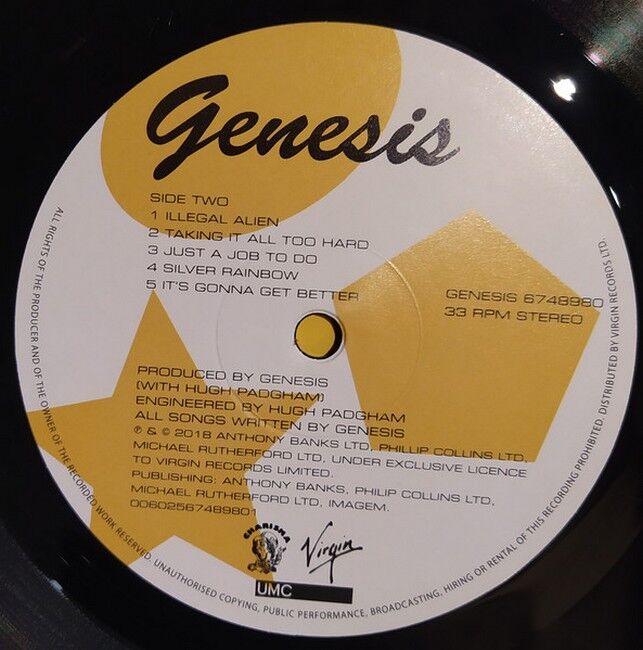 Genesis
SIDE TWO
1 ILLEGAL ALIEN
2 TAKING IT ALL TOO HARD
3 JUST A JOB TO DO
4 SILVER RAINBOW
5 IT'S GONNA GET BETTER
GENESIS 6748980
33 RPM STEREO
PRODUCED BY GENESIS
(WITH HUGH PADGHAM)
ENGINEERED BY HUGH PADGHAM
ALL SONGS WRITTEN BY GENESIS
℗ & © 2018 ANTHONY BANKS LTD, PHILLIP COLLINS LTD,
MICHAEL RUTHERFORD LTD, UNDER EXCLUSIVE LICENCE
TO VIRGIN RECORDS LIMITED.
PUBLISHING: ANTHONY BANKS, PHILIP COLLINS LTD,
MICHAEL RUTHERFORD LTD, IMAGEM.
00602567489801
CHARISMA
Virgin
UMC
ALL RIGHTS OF THE PRODUCER AND OF THE OWNER OF THE RECORDED WORK RESERVED. UNAUTHORISED COPYING, PUBLIC PERFORMANCE, BROADCASTING, HIRING OR RENTAL OF THIS RECORDING PROHIBITED. DISTRIBUTED BY VIRGIN RECORDS LTD.